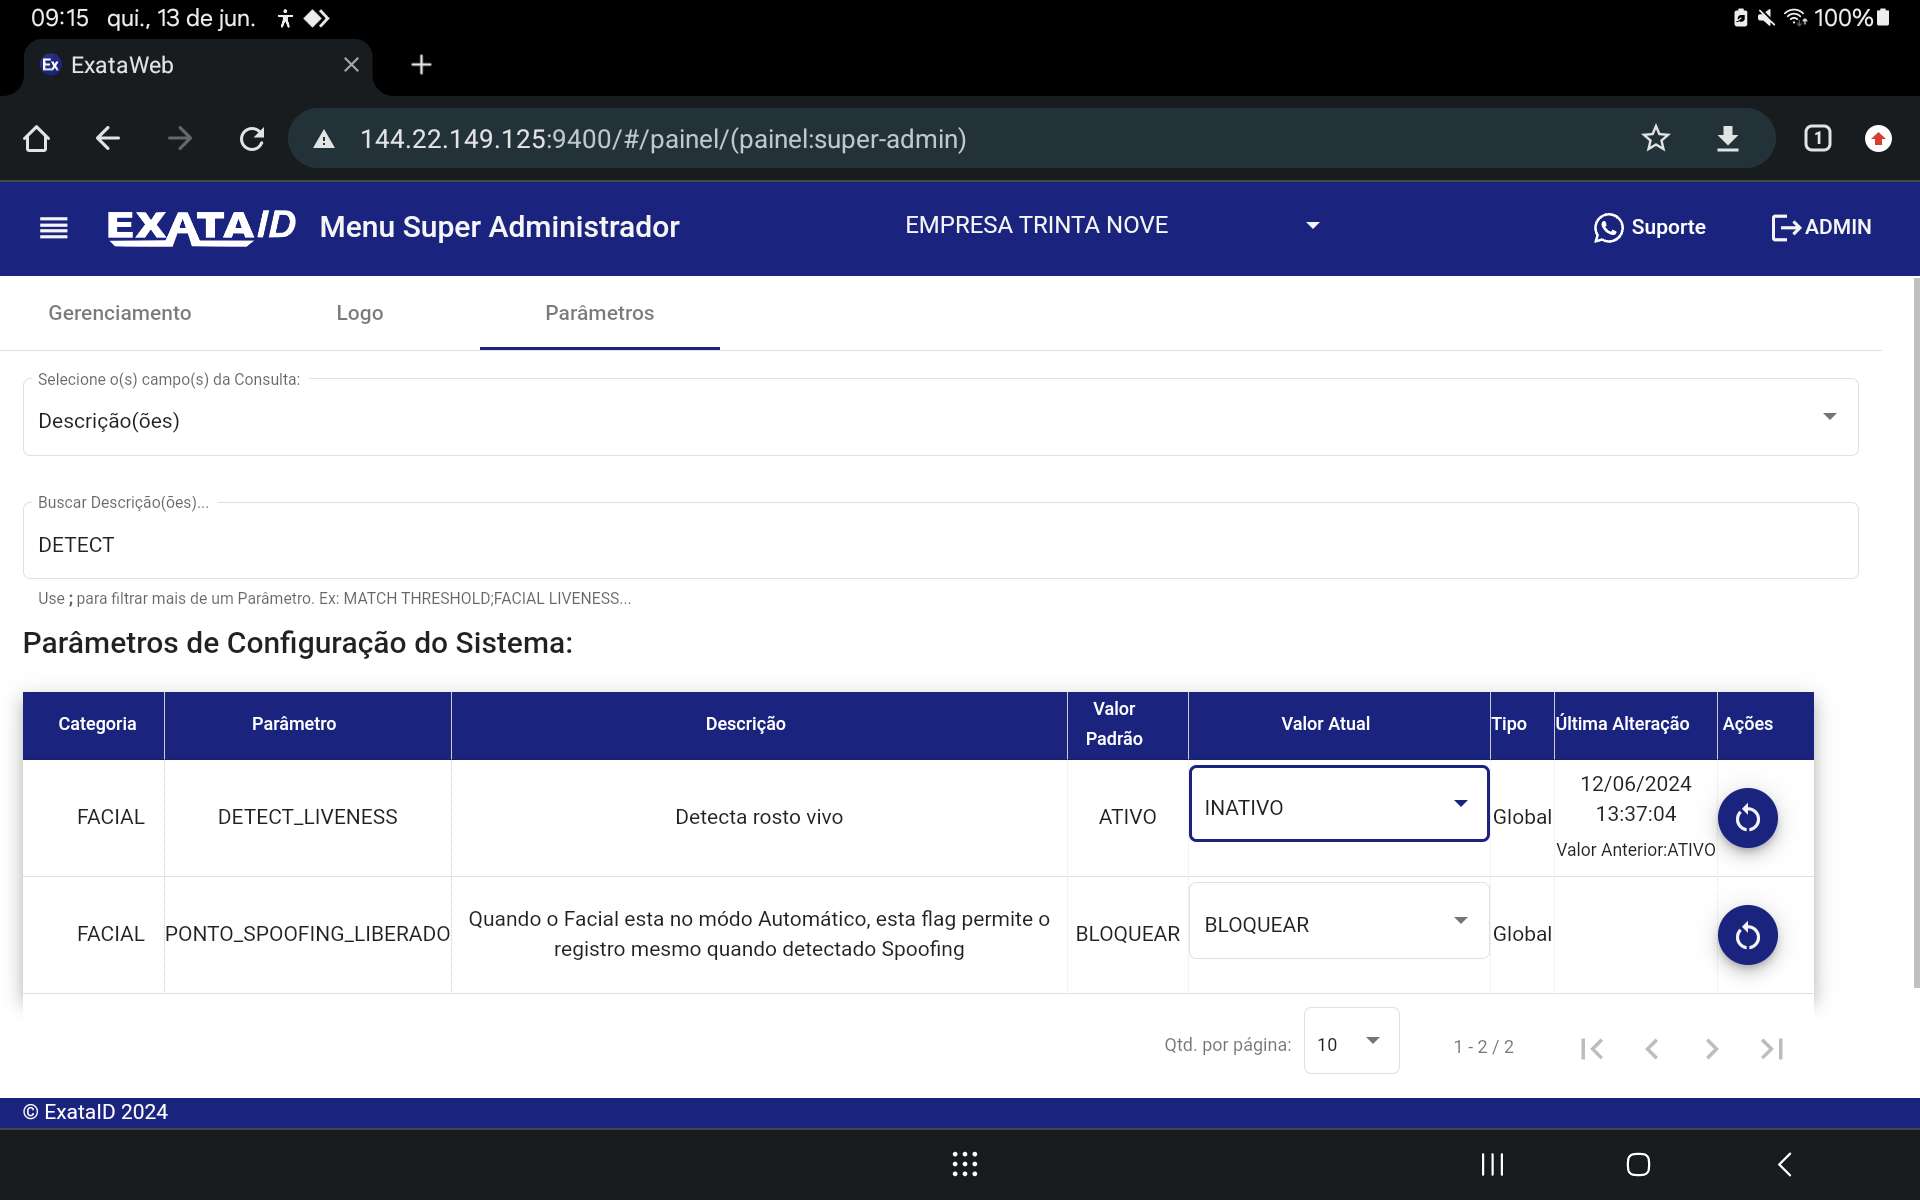 09:15 qui., 13 de jun. 100%
Ex ExataWeb
144.22.149.125:9400/#/painel/(painel:super-admin) 1
EXATAID Menu Super Administrador EMPRESA TRINTA NOVE Suporte ADMIN
Gerenciamento Logo Parâmetros
Selecione o(s) campo(s) da Consulta:
Descrição(ões)
Buscar Descrição(ões)...
DETECT
Use ; para filtrar mais de um Parâmetro. Ex: MATCH THRESHOLD;FACIAL LIVENESS...
Parâmetros de Configuração do Sistema:
Categoria Parâmetro Descrição Valor Padrão Valor Atual Tipo Última Alteração Ações
FACIAL DETECT_LIVENESS Detecta rosto vivo ATIVO INATIVO Global 12/06/2024
13:37:04
Valor Anterior:ATIVO
FACIAL PONTO_SPOOFING_LIBERADO Quando o Facial esta no módo Automático, esta flag permite o
registro mesmo quando detectado Spoofing BLOQUEAR BLOQUEAR Global
Qtd. por página: 10 1 - 2 / 2
© ExataID 2024